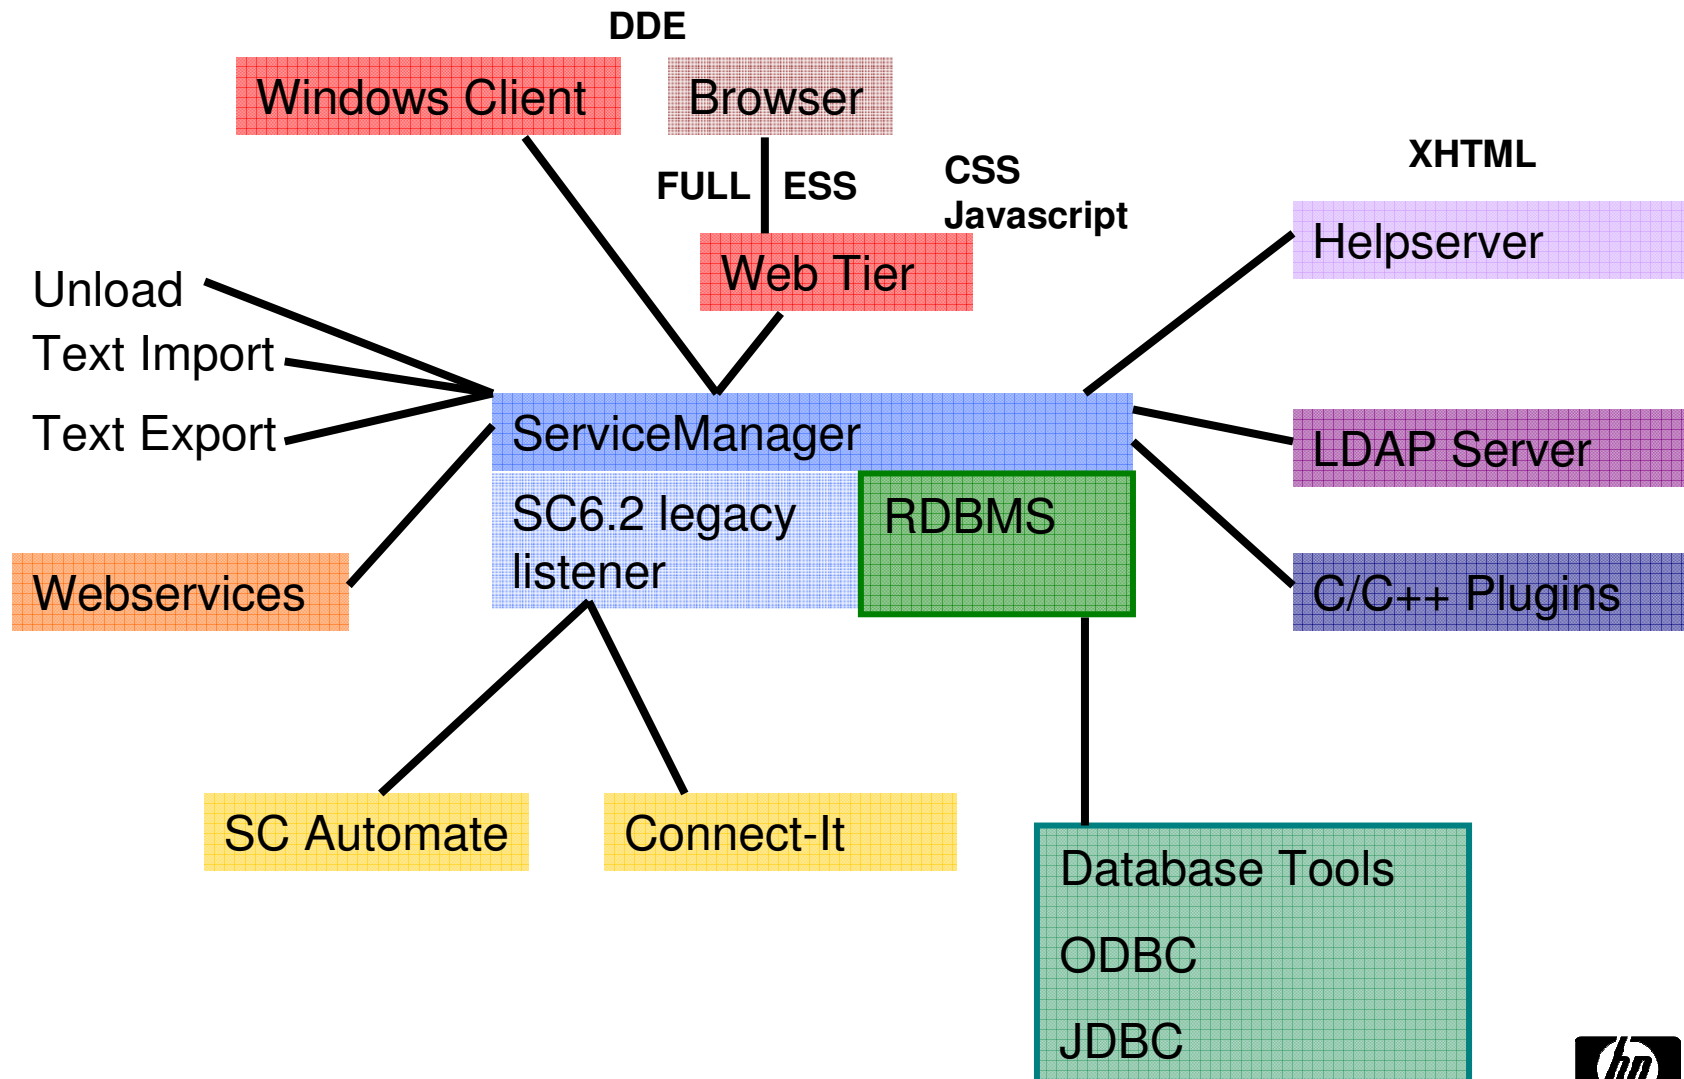 DDE
Windows Client
Browser
FULL
ESS
CSS
Javascript
XHTML
Web Tier
Helpserver
Unload
Text Import
Text Export
ServiceManager
LDAP Server
SC6.2 legacy
listener
RDBMS
Webservices
C/C++ Plugins
SC Automate
Connect-It
Database Tools
ODBC
JDBC
hp